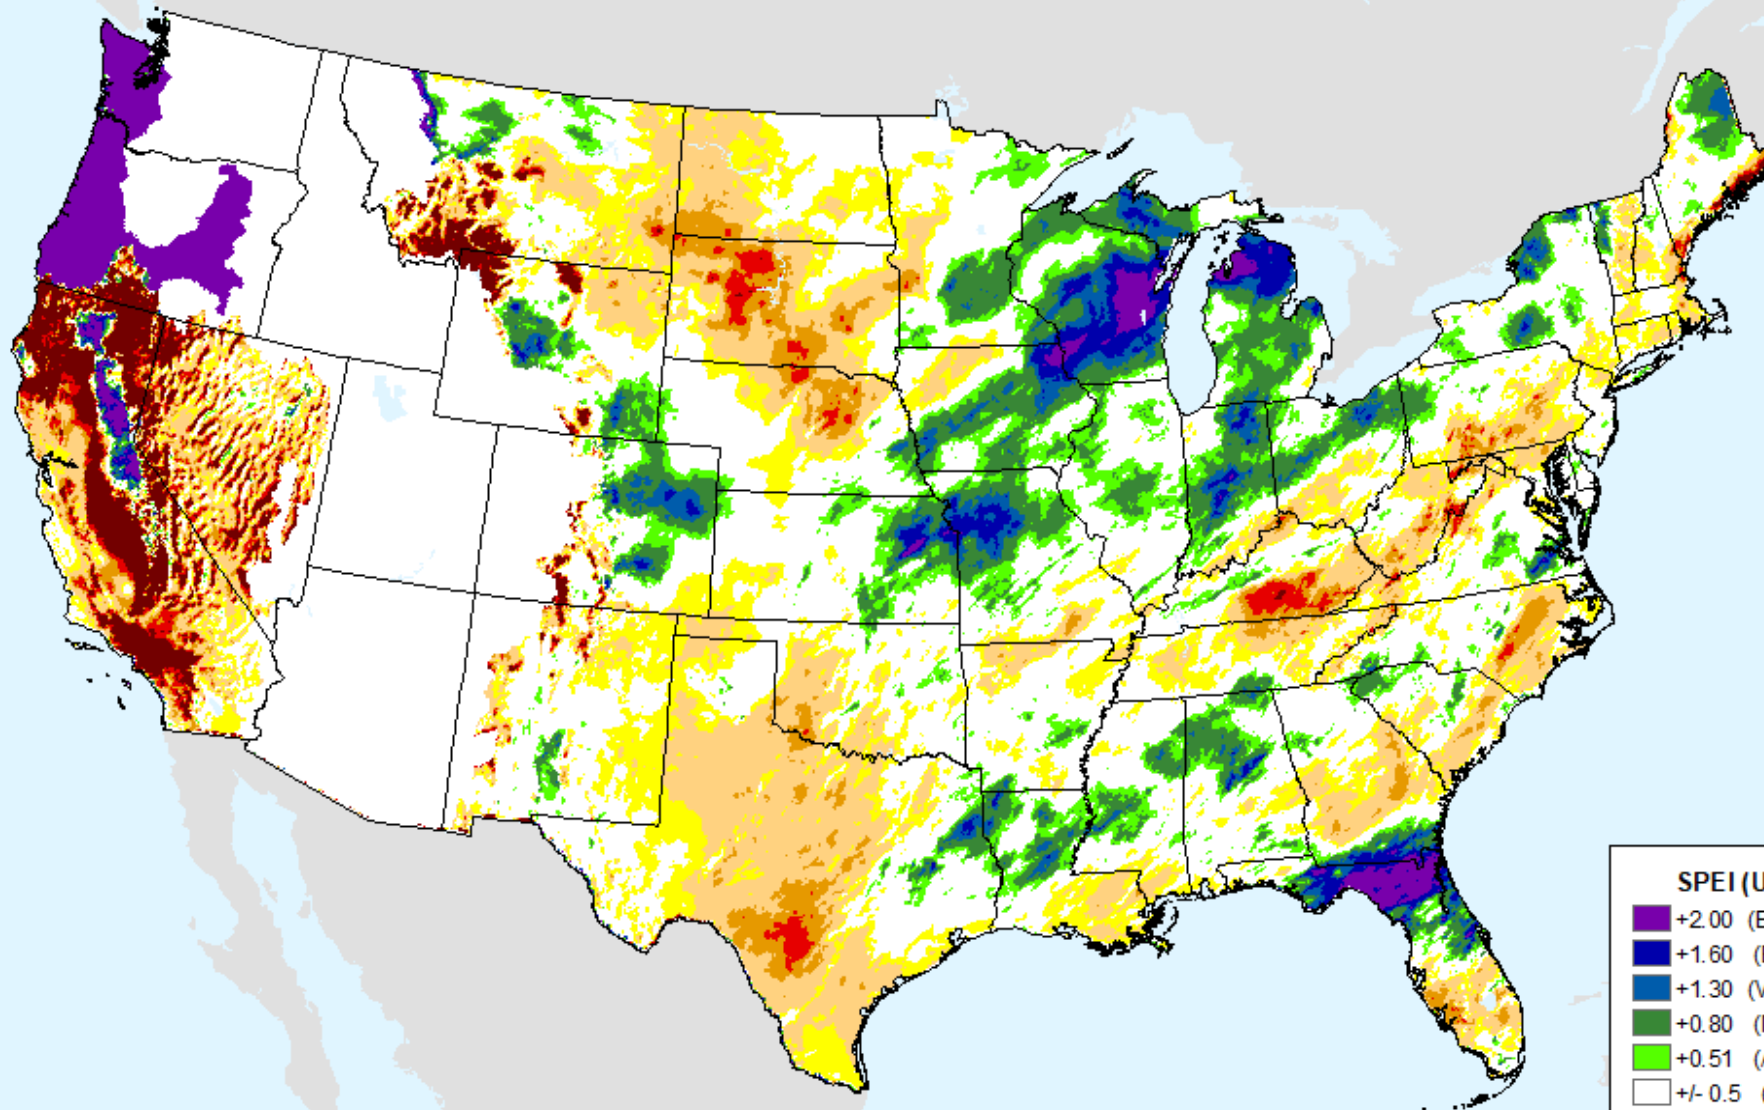 SPEI (U
+2.00 (E
+1.60 (
+1.30 (V
+0.80 (
+0.51 (
+/- 0.5 (